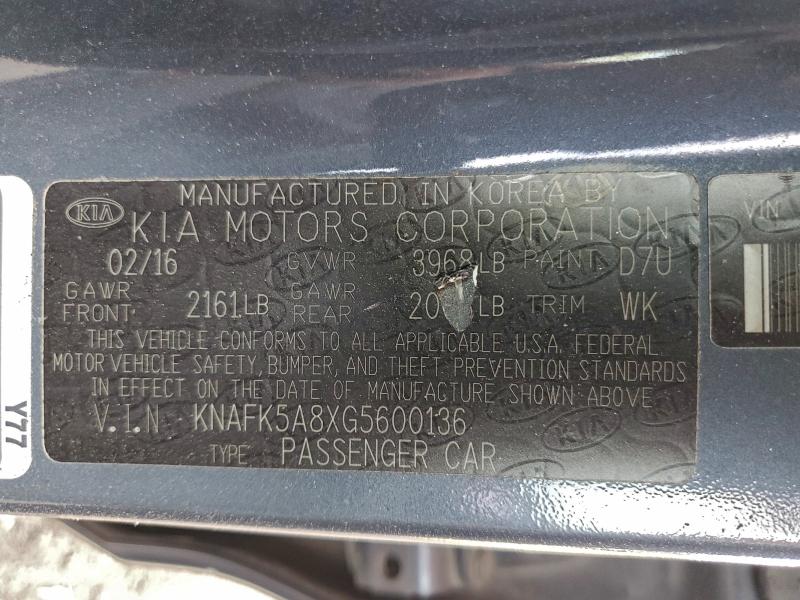 MANUFACTURED IN KOREA BY
KIA
KIA MOTORS CORPORATION
02/16 GVWR 3968LB PAINT D7U
GAWR FRONT 2161LB GAWR REAR LB TRIM WK
THIS VEHICLE CONFORMS TO ALL APPLICABLE U.S.A. FEDERAL
MOTOR VEHICLE SAFETY, BUMPER, AND THEFT PREVENTION STANDARDS
IN EFFECT ON THE DATE OF MANUFACTURE SHOWN ABOVE.
V.I.N KNAFK5A8XG5600136
TYPE PASSENGER CAR
Y77
VIN